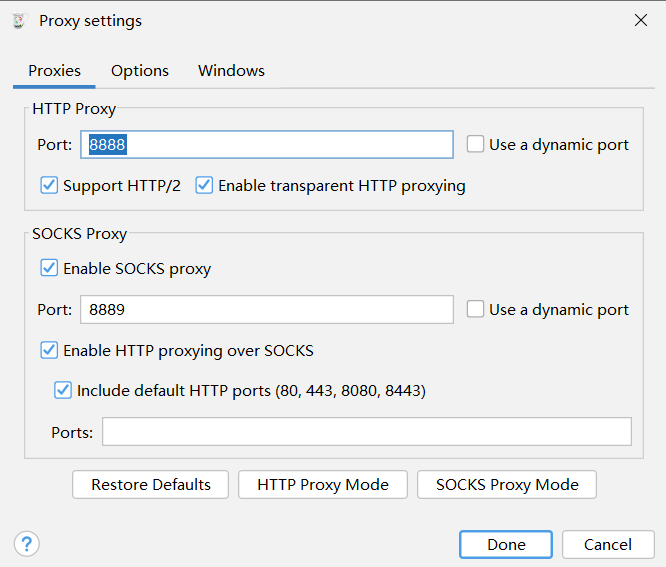 Proxy settings
Proxies Options Windows
HTTP Proxy
Port: 8888 Use a dynamic port
Support HTTP/2 Enable transparent HTTP proxying
SOCKS Proxy
Enable SOCKS proxy
Port: 8889 Use a dynamic port
Enable HTTP proxying over SOCKS
Include default HTTP ports (80, 443, 8080, 8443)
Ports:
Restore Defaults HTTP Proxy Mode SOCKS Proxy Mode
? Done Cancel